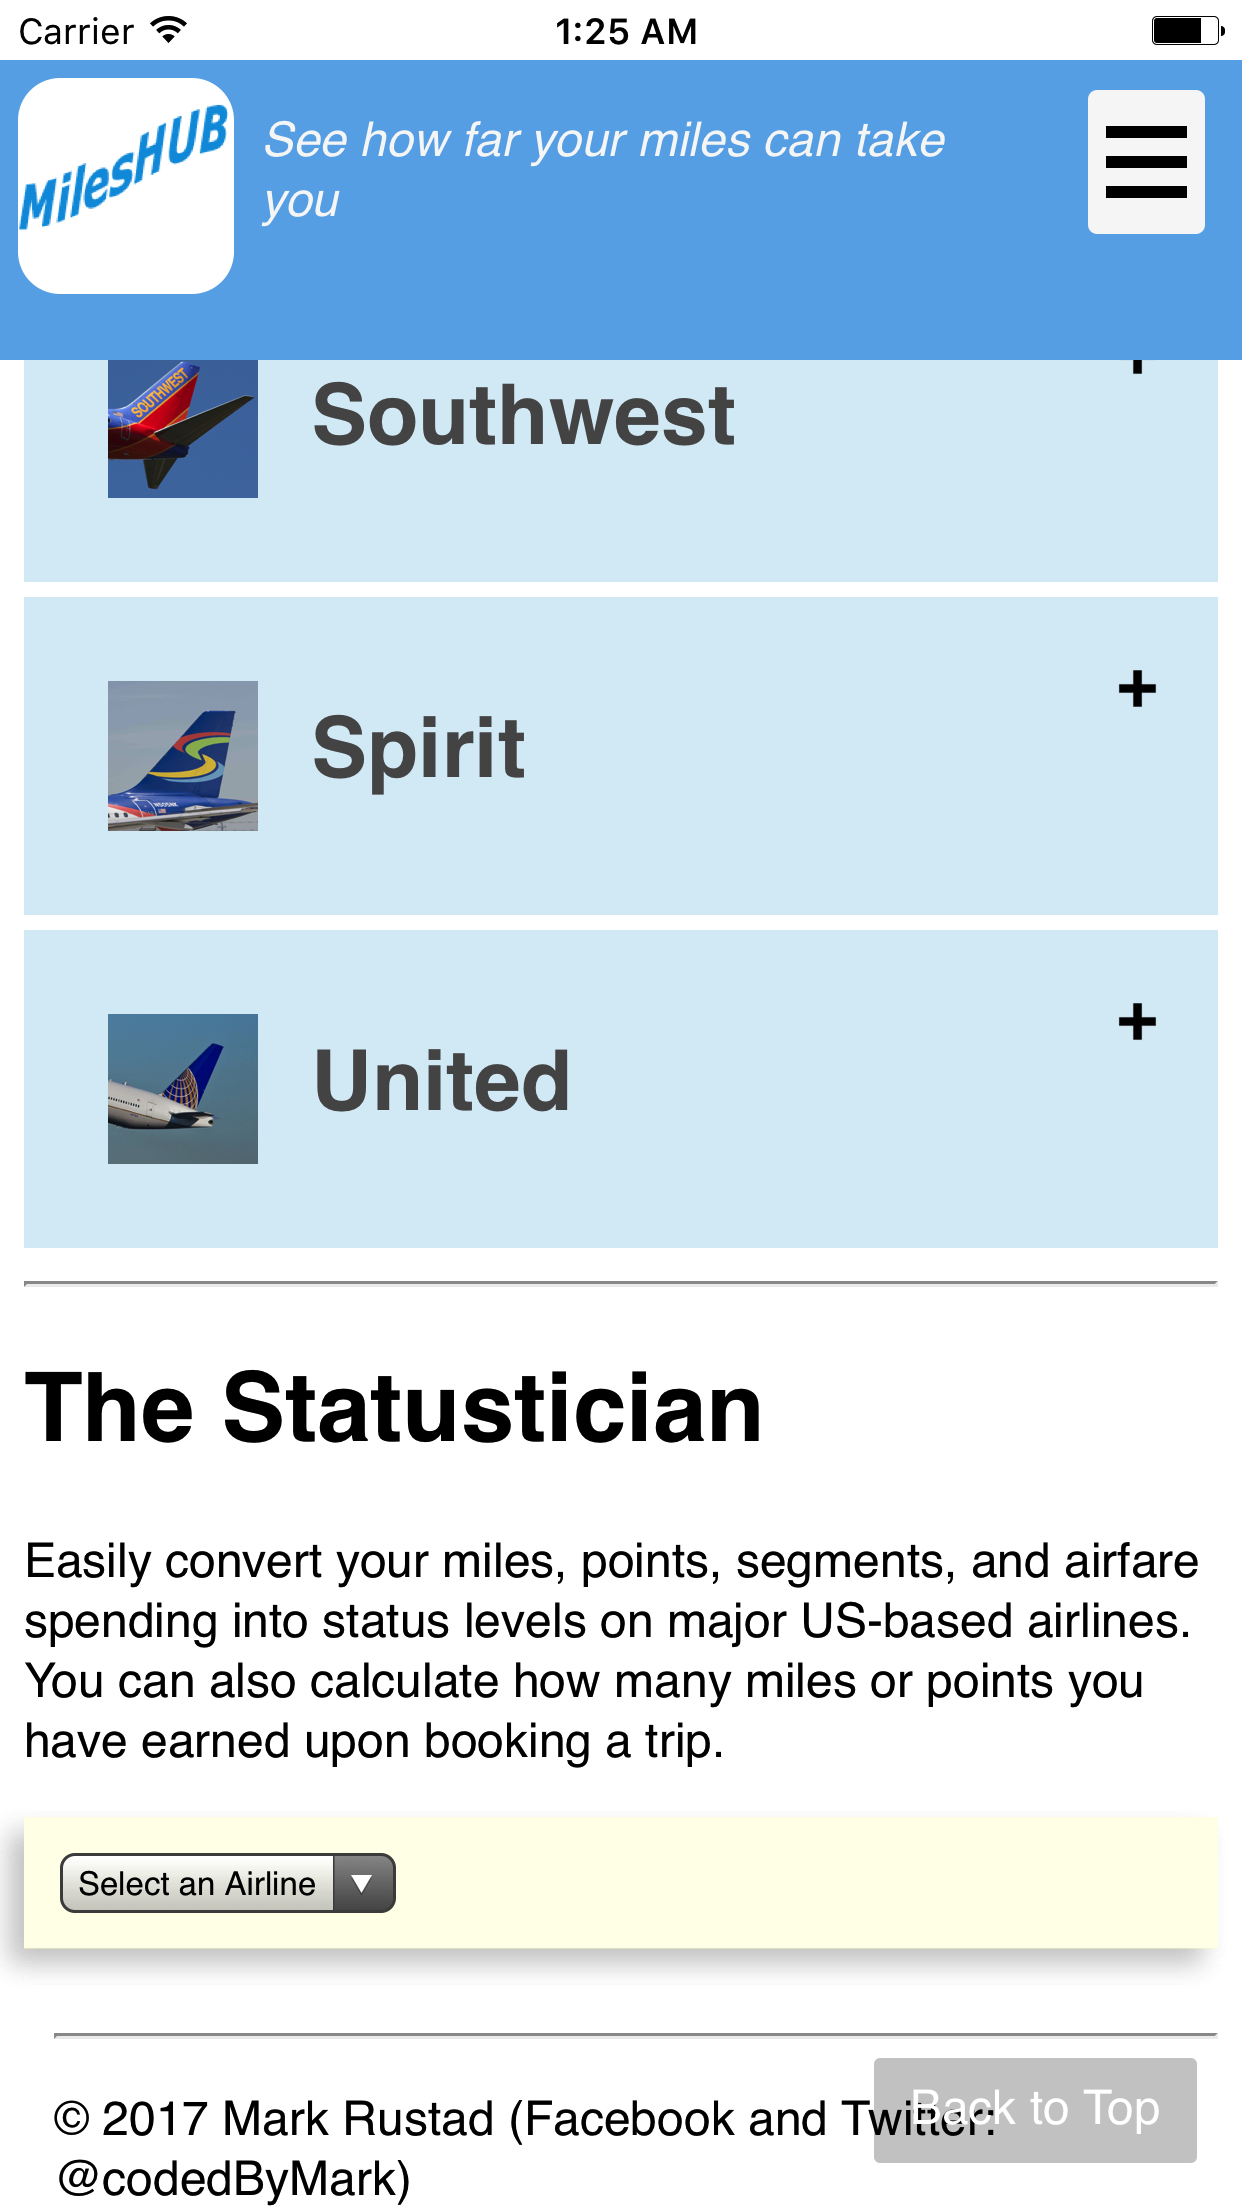 Carrier 1:25 AM
MilesHUB
See how far your miles can take
you
SOUTHWEST
Southwest
+
Spirit
+
United
The Statustician
Easily convert your miles, points, segments, and airfare
spending into status levels on major US-based airlines.
You can also calculate how many miles or points you
have earned upon booking a trip.
Select an Airline
© 2017 Mark Rustad (Facebook and Twitter:
@codedByMark)
Back to Top